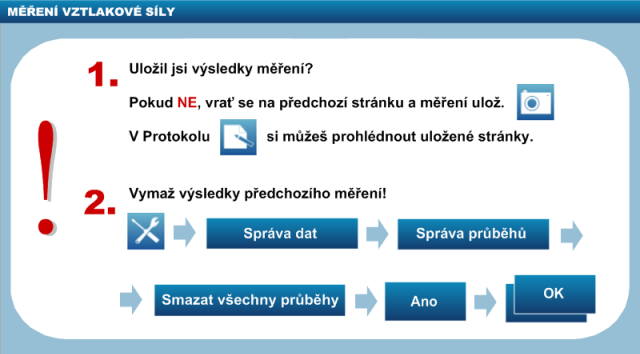 MĚŘENÍ VZTLAKOVÉ SÍLY
1. Uložil jsi výsledky měření?
Pokud NE, vrať se na předchozí stránku a měření ulož.
V Protokolu si můžeš prohlédnout uložené stránky.
!
2. Vymaž výsledky předchozího měření!
Správa dat Správa průběhů
Smazat všechny průběhy Ano OK